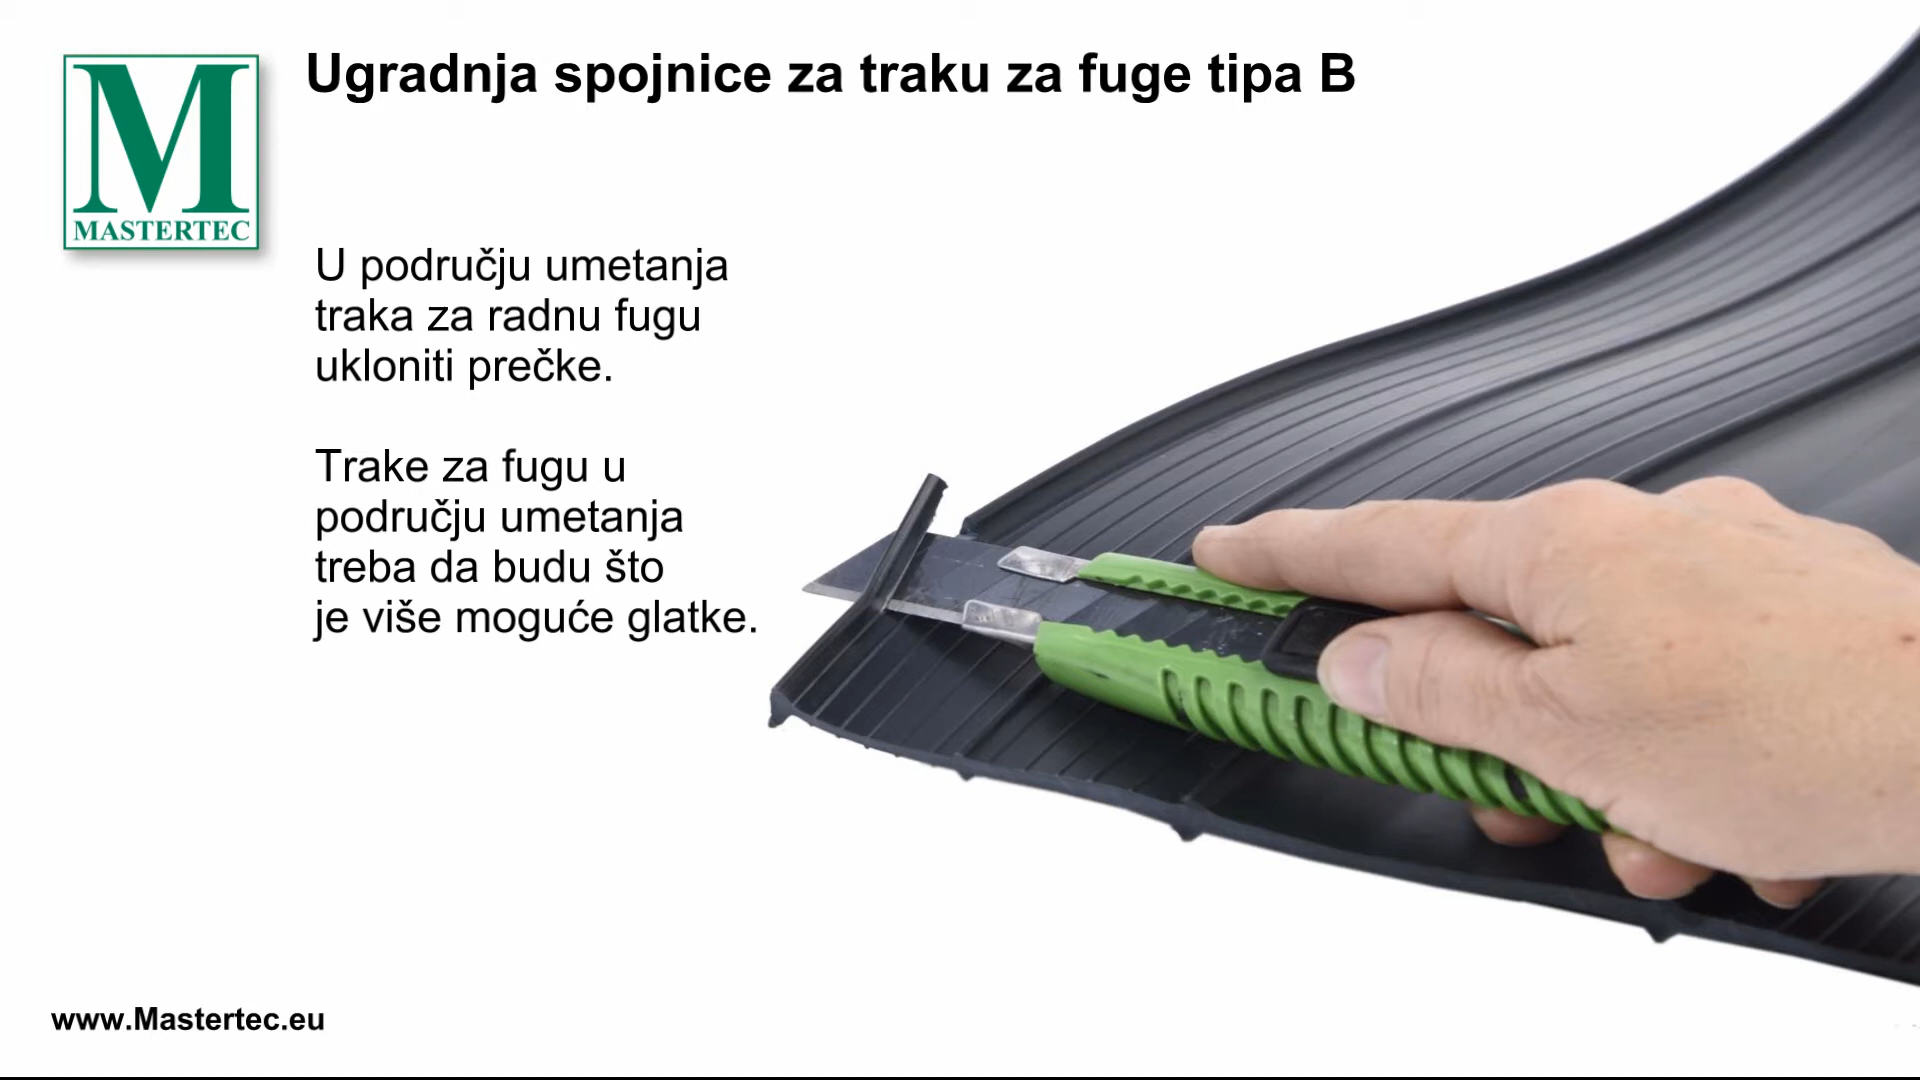 Ugradnja spojnice za traku za fuge tipa B
M
MASTERTEC
U području umetanja
traka za radnu fugu
ukloniti prečke.
Trake za fugu u
području umetanja
treba da budu što
je više moguće glatke.
www.Mastertec.eu